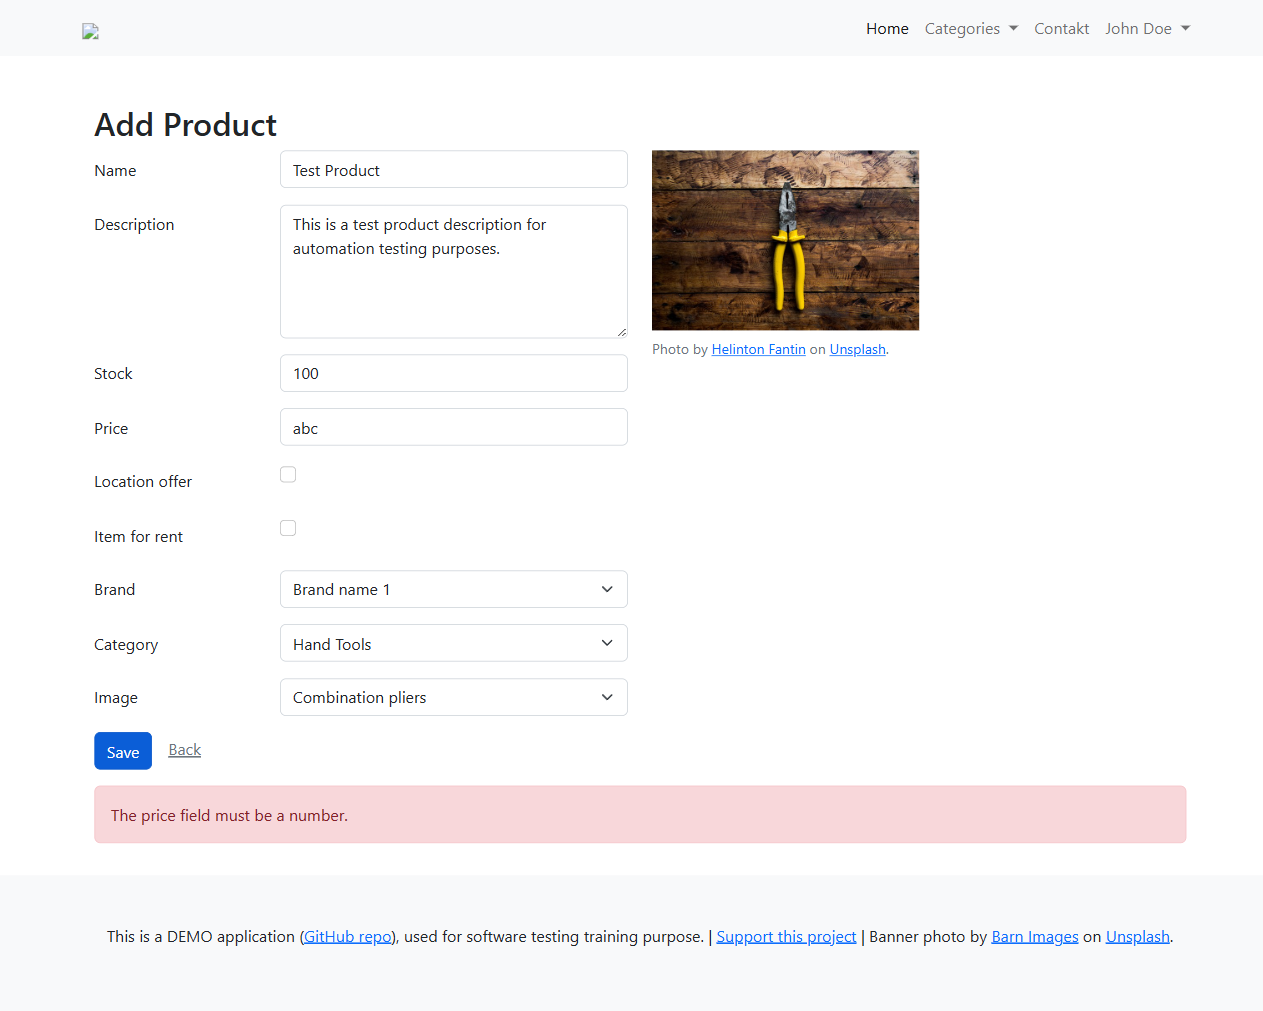 Home Categories Contakt John Doe
Add Product
Name Test Product
Description This is a test product description for
automation testing purposes.
Photo by Helinton Fantin on Unsplash.
Stock 100
Price abc
Location offer
Item for rent
Brand Brand name 1
Category Hand Tools
Image Combination pliers
Save Back
The price field must be a number.
This is a DEMO application (GitHub repo), used for software testing training purpose. | Support this project | Banner photo by Barn Images on Unsplash.